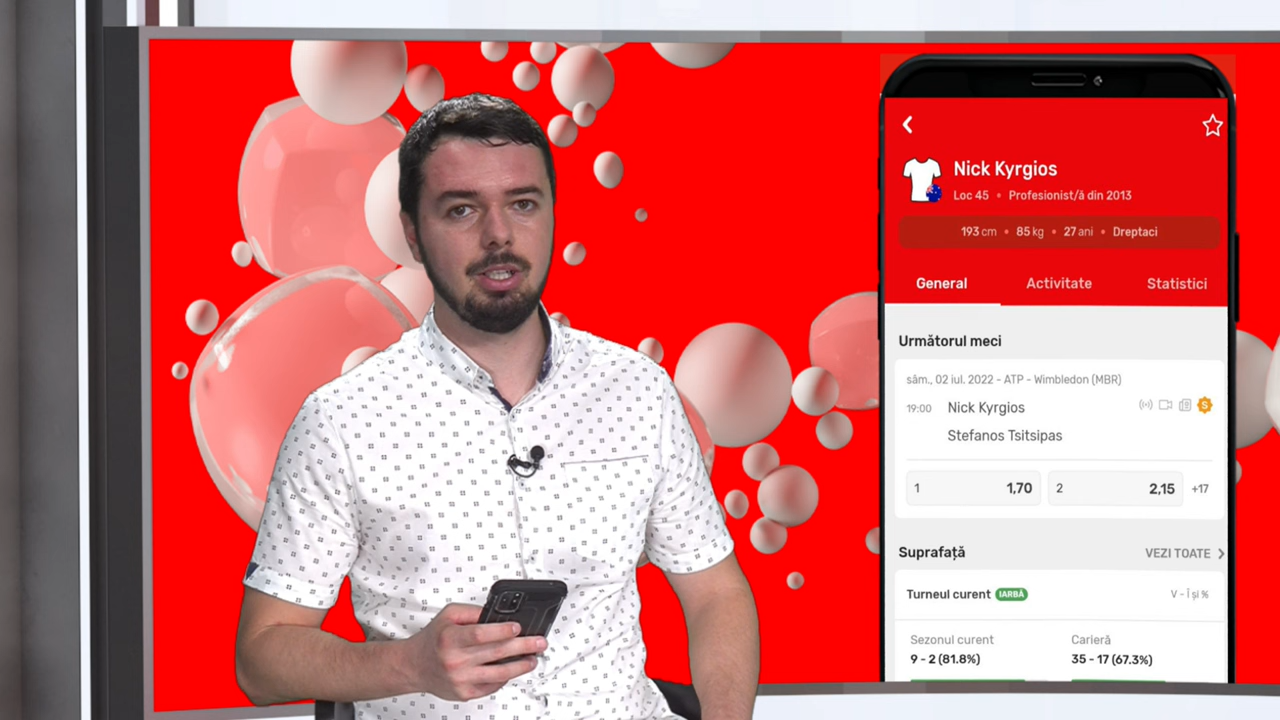 Nick Kyrgios
Loc 45 • Profesionist/ă din 2013
193 cm • 85 kg • 27 ani • Dreptaci
General Activitate Statistici
Următorul meci
sâm., 02 iul. 2022 - ATP - Wimbledon (MBR)
19:00 Nick Kyrgios S
Stefanos Tsitsipas
1 1,70 2 2,15 +17
Suprafață VEZI TOATE
Turneul curent IARBĂ V - Î și %
Sezonul curent Carieră
9 - 2 (81.8%) 35 - 17 (67.3%)